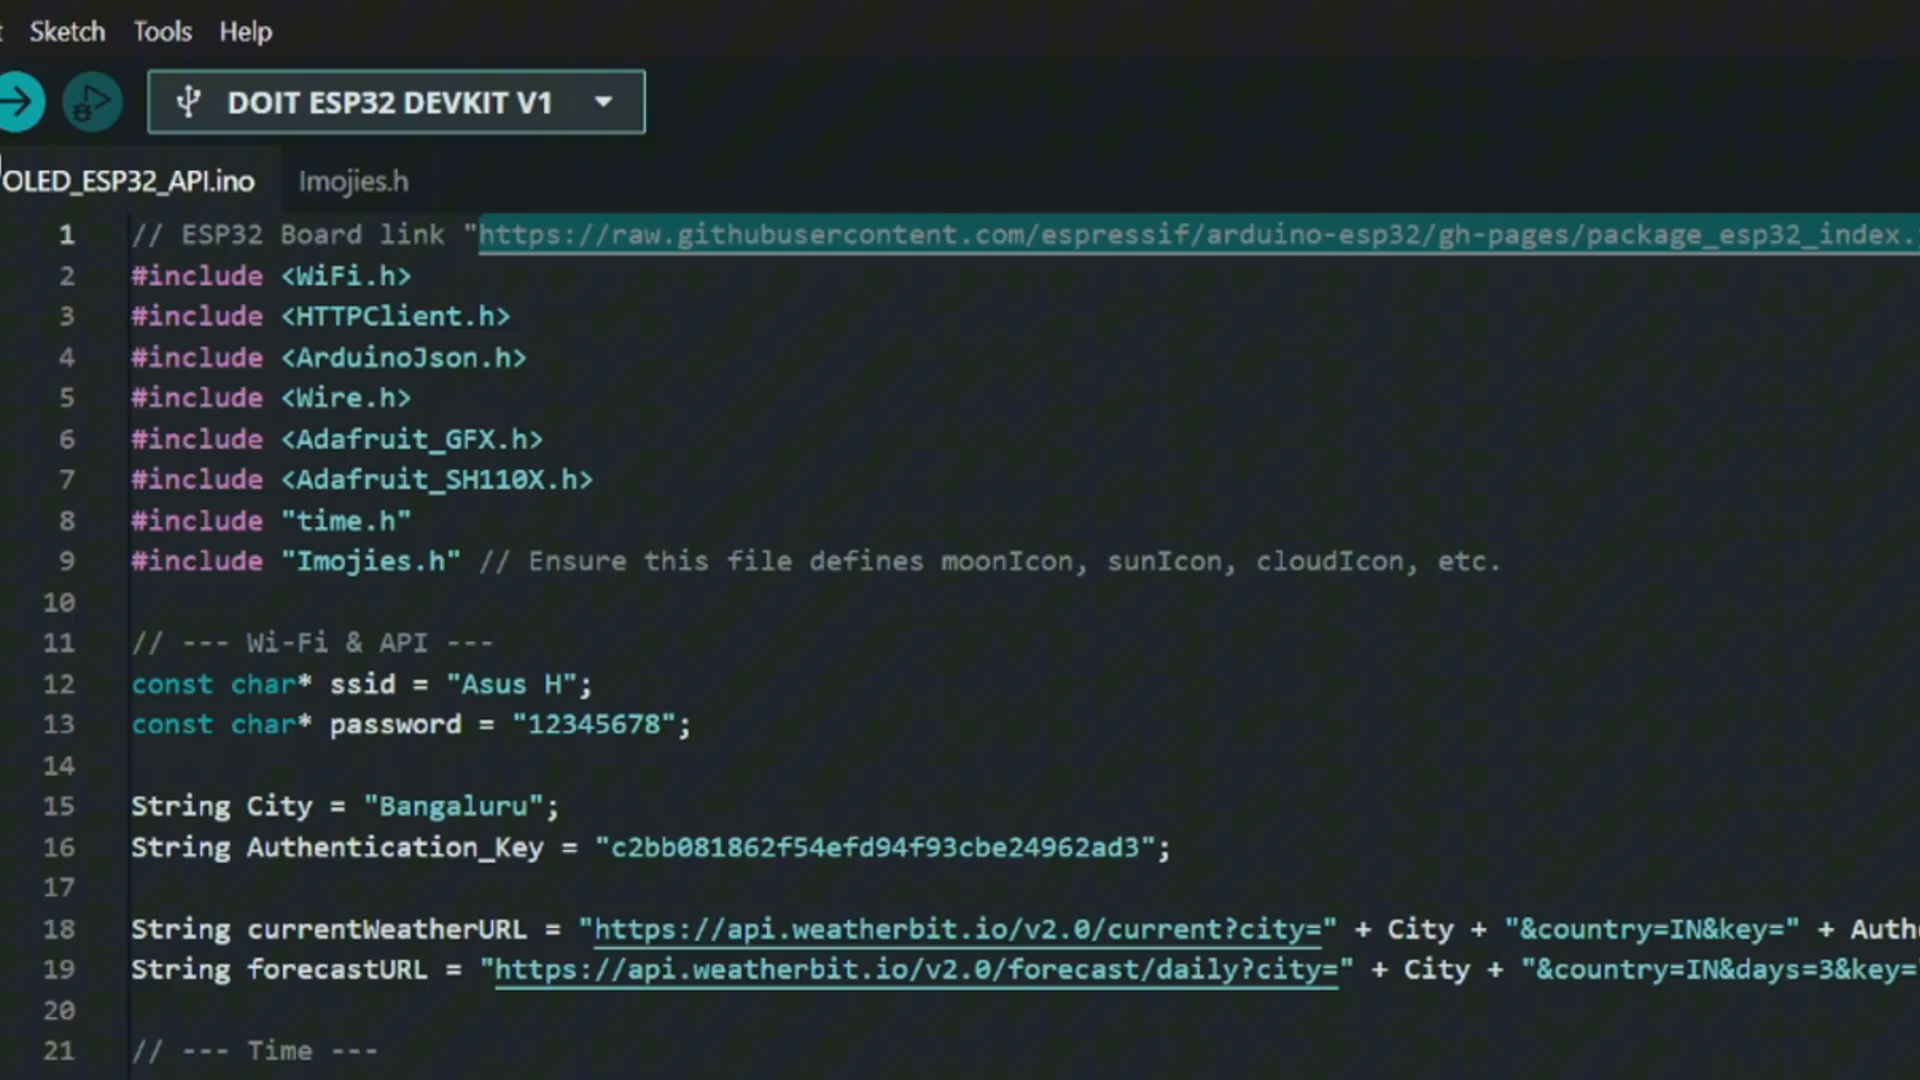 Sketch Tools Help
DOIT ESP32 DEVKIT V1
OLED_ESP32_API.ino Imojies.h
1 // ESP32 Board link "https://raw.githubusercontent.com/espressif/arduino-esp32/gh-pages/package_esp32_index.
2 #include <WiFi.h>
3 #include <HTTPClient.h>
4 #include <ArduinoJson.h>
5 #include <Wire.h>
6 #include <Adafruit_GFX.h>
7 #include <Adafruit_SH110X.h>
8 #include "time.h"
9 #include "Imojies.h" // Ensure this file defines moonIcon, sunIcon, cloudIcon, etc.
10
11 // --- Wi-Fi & API ---
12 const char* ssid = "Asus H";
13 const char* password = "12345678";
14
15 String City = "Bangaluru";
16 String Authentication_Key = "c2bb081862f54efd94f93cbe24962ad3";
17
18 String currentWeatherURL = "https://api.weatherbit.io/v2.0/current?city=" + City + "&country=IN&key=" + Auth
19 String forecastURL = "https://api.weatherbit.io/v2.0/forecast/daily?city=" + City + "&country=IN&days=3&key=
20
21 // --- Time ---